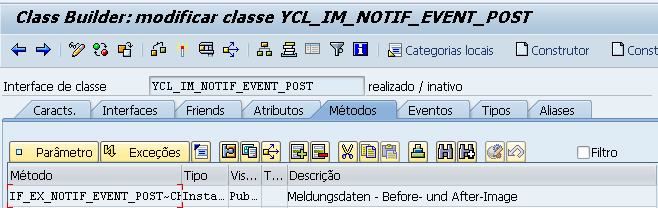 Class Builder: modificar classe YCL_IM_NOTIF_EVENT_POST
Categorias locais Construtor Const
Interface de classe YCL_IM_NOTIF_EVENT_POST realizado / inativo
Caracts. Interfaces Friends Atributos Métodos Eventos Tipos Aliases
Parâmetro Exceções Filtro
Método Tipo Vis... T... Descrição
IF_EX_NOTIF_EVENT_POST~CH Insta... Pub... Meldungsdaten - Before- und After-Image